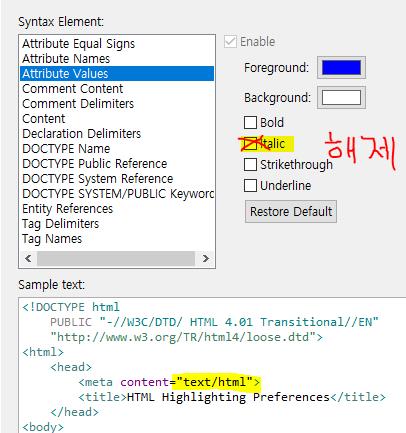 Syntax Element:
Attribute Equal Signs
Attribute Names
Attribute Values
Comment Content
Comment Delimiters
Content
Declaration Delimiters
DOCTYPE Name
DOCTYPE Public Reference
DOCTYPE System Reference
DOCTYPE SYSTEM/PUBLIC Keyword
Entity References
Tag Delimiters
Tag Names
Enable
Foreground:
Background:
Bold
Italic
해제
Strikethrough
Underline
Restore Default
Sample text:
<!DOCTYPE html
PUBLIC "-//W3C/DTD/ HTML 4.01 Transitional//EN"
"http://www.w3.org/TR/html4/loose.dtd">
<html>
<head>
<meta content="text/html">
<title>HTML Highlighting Preferences</title>
</head>
<body>